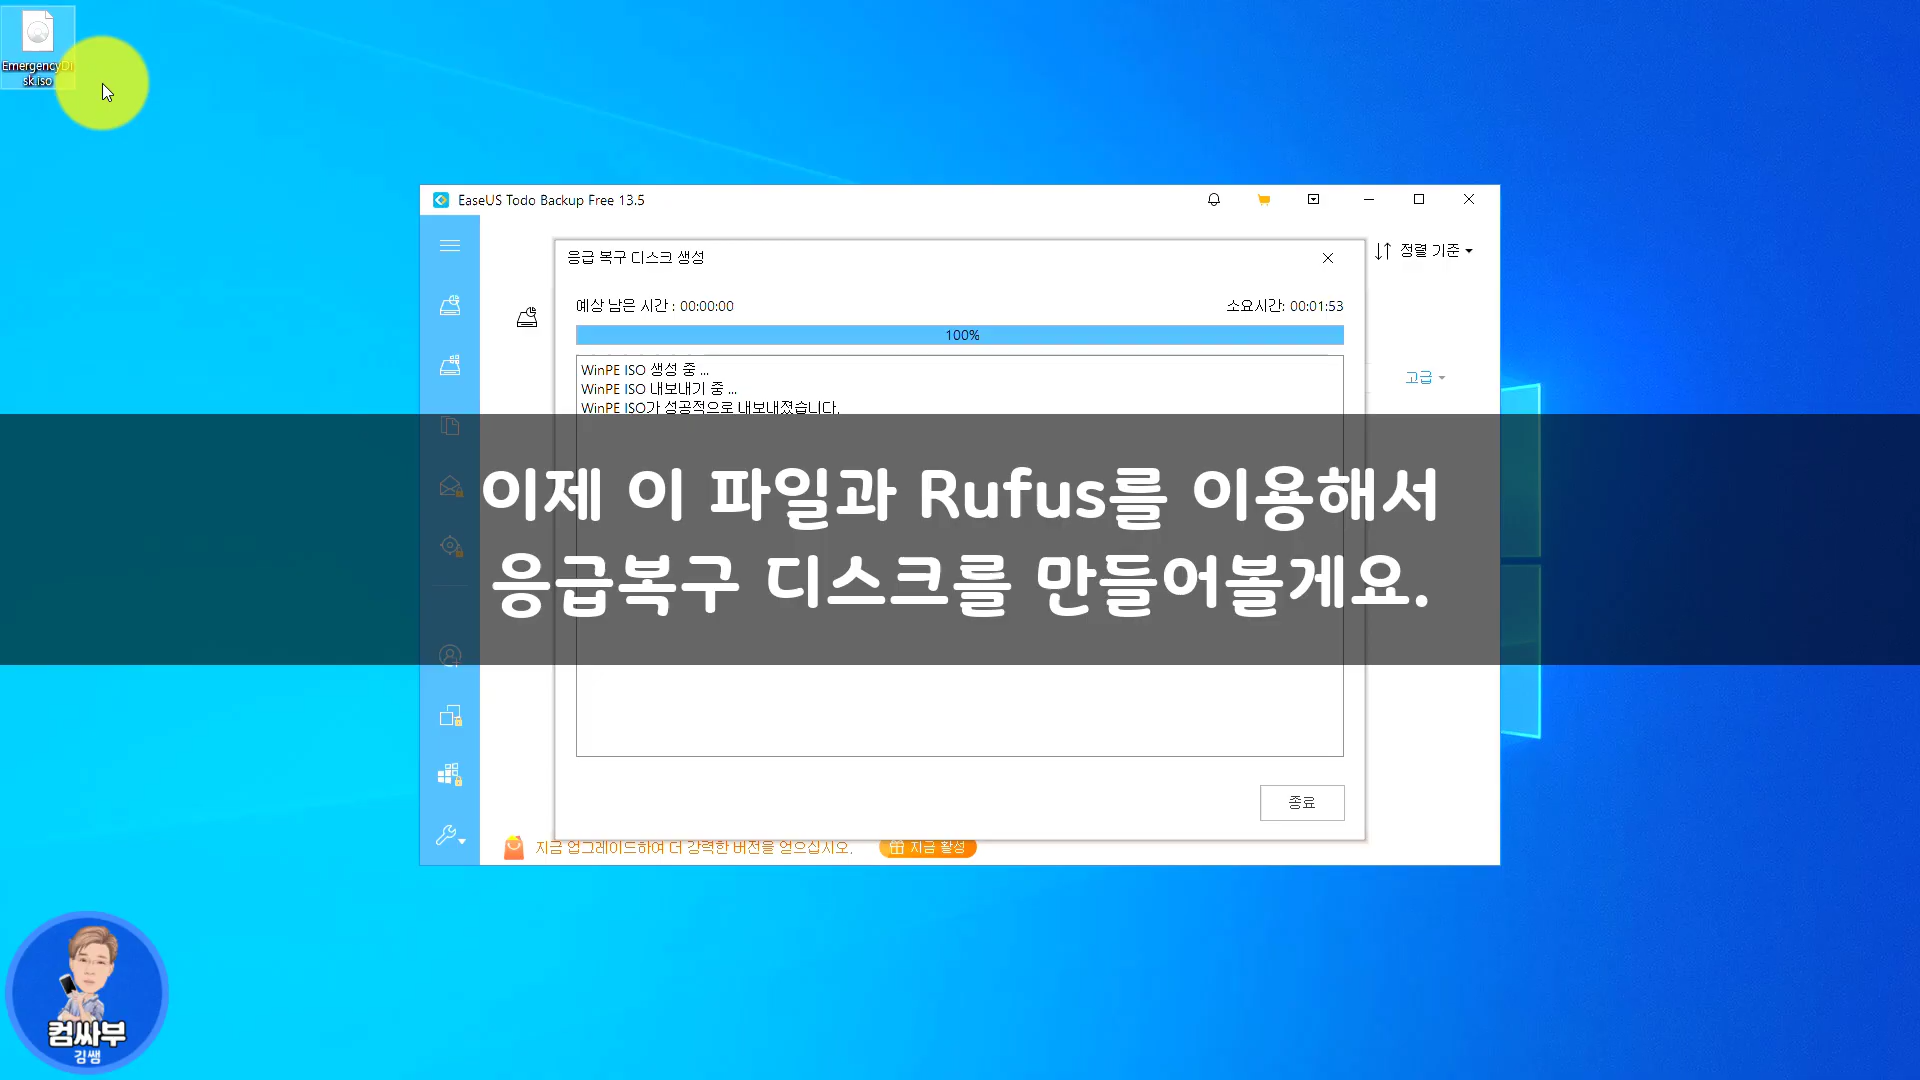 EmergencyDi
sk.iso
EaseUS Todo Backup Free 13.5
정렬 기준
응급 복구 디스크 생성
예상 남은 시간 : 00:00:00
소요시간: 00:01:53
100%
WinPE ISO 생성 중 ...
WinPE ISO 내보내기 중 ...
WinPE ISO가 성공적으로 내보내졌습니다.
고급
이제 이 파일과 Rufus를 이용해서
응급복구 디스크를 만들어볼게요.
종료
지금 업그레이드하여 더 강력한 버전을 얻으십시오.
지금 활성
컴싸부
김쌤